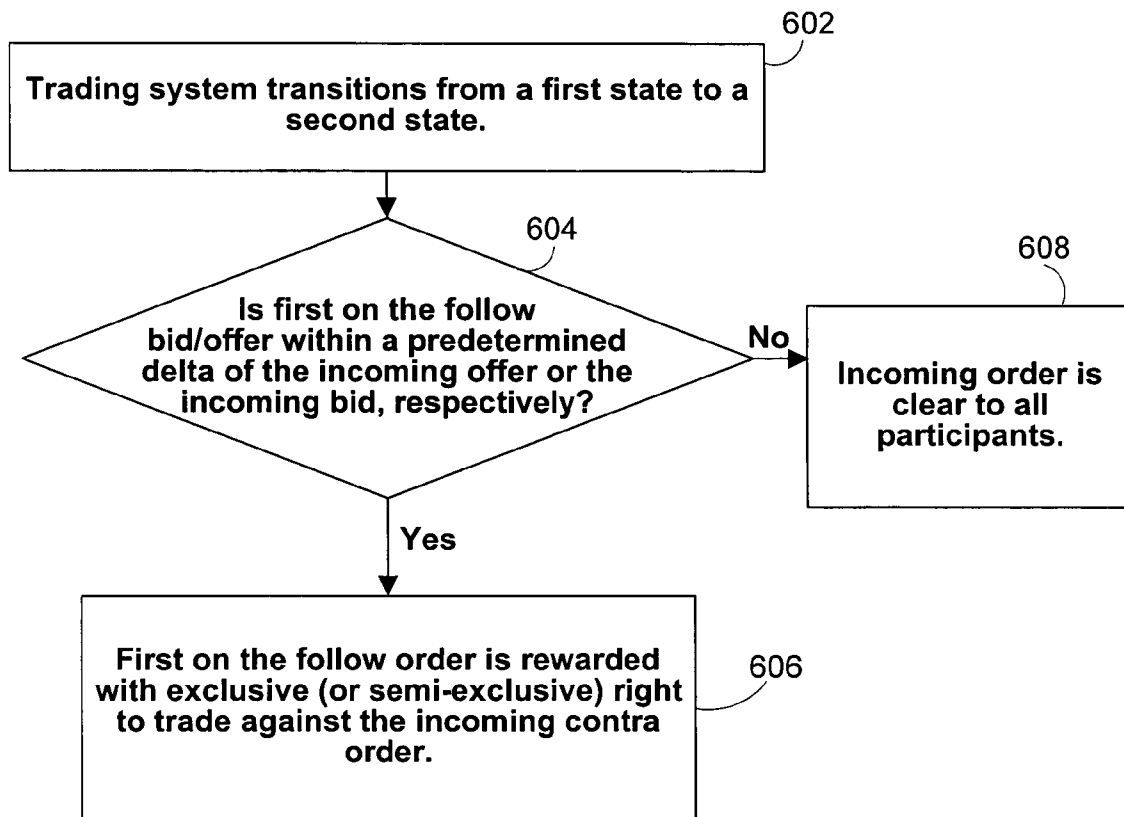 602
Trading system transitions from a first state to a
second state.
604
Is first on the follow
bid/offer within a predetermined
delta of the incoming offer or the
incoming bid, respectively?
No
608
Incoming order is
clear to all
participants.
Yes
First on the follow order is rewarded
with exclusive (or semi-exclusive) right
to trade against the incoming contra
order.
606